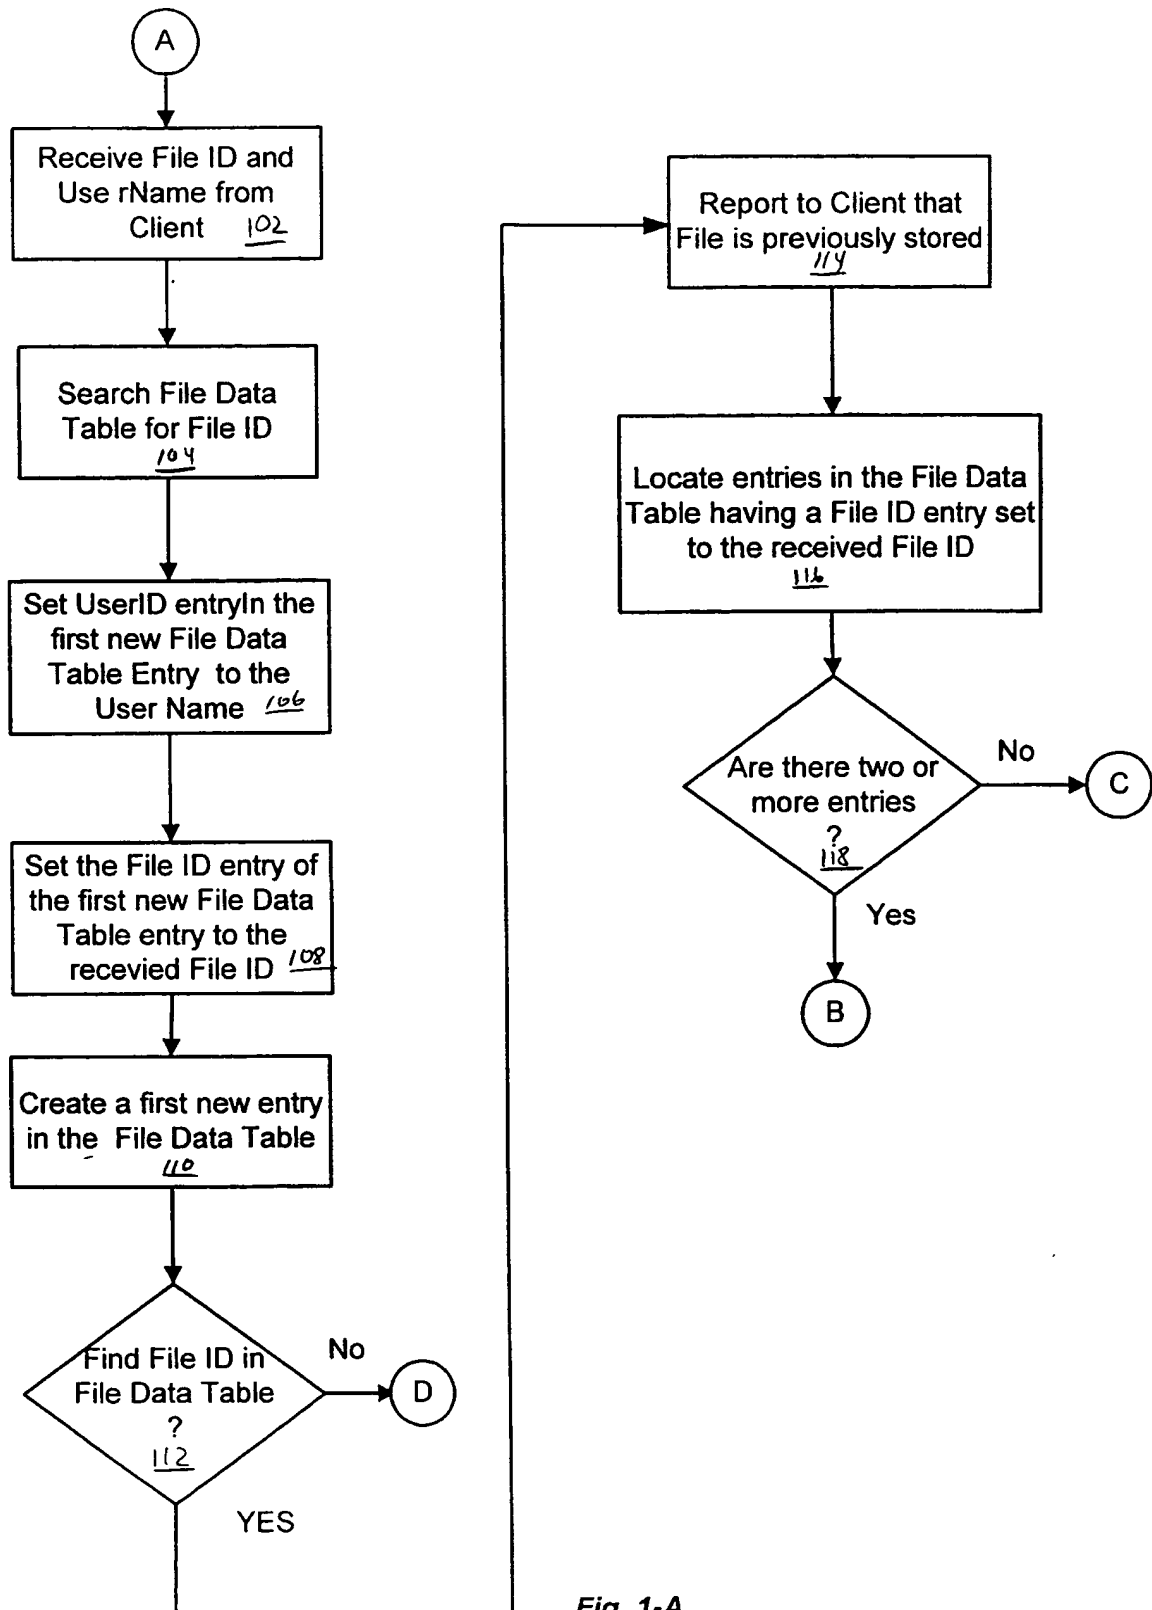 A
Receive File ID and
Use rName from
Client 102
Search File Data
Table for File ID
104
Set UserID entryIn the
first new File Data
Table Entry to the
User Name 106
Set the File ID entry of
the first new File Data
Table entry to the
recevied File ID 108
Create a first new entry
in the File Data Table
110
Find File ID in
File Data Table
?
112
No
D
YES
Report to Client that
File is previously stored
114
Locate entries in the File Data
Table having a File ID entry set
to the received File ID
116
Are there two or
more entries
?
118
No
C
Yes
B
Fig. 1-A